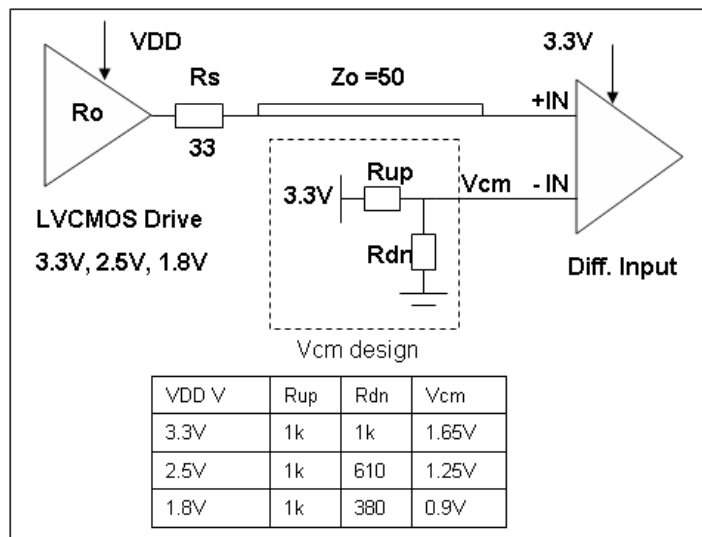 VDD
3.3V
Rs
Zo =50
+IN
Ro
33
Rup
Vcm
- IN
3.3V
LVCMOS Drive
3.3V, 2.5V, 1.8V
Rdn
Diff. Input
Vcm design
VDD V Rup Rdn Vcm
3.3V 1k 1k 1.65V
2.5V 1k 610 1.25V
1.8V 1k 380 0.9V